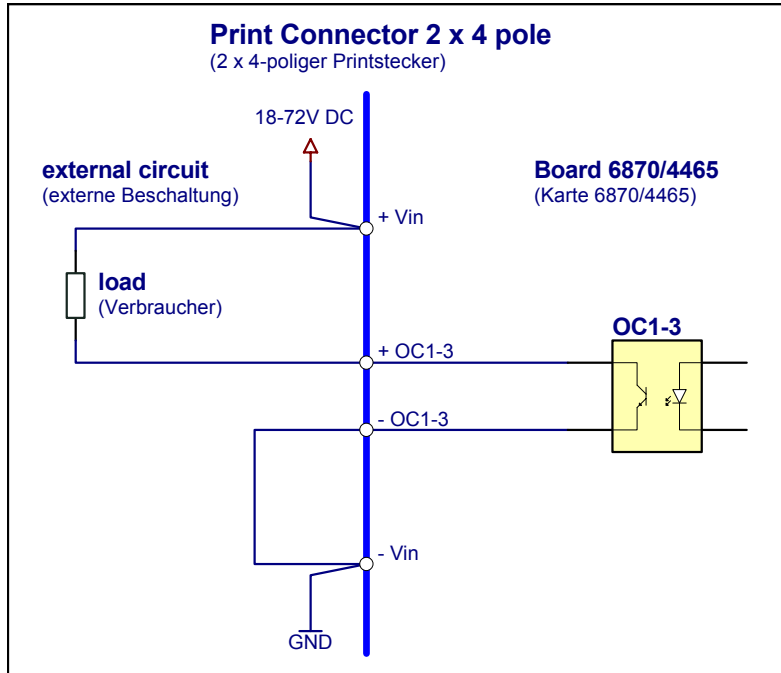 Print Connector 2 x 4 pole
(2 x 4-poliger Printstecker)
18-72V DC
external circuit
(externe Beschaltung)
Board 6870/4465
(Karte 6870/4465)
+ Vin
load
(Verbraucher)
OC1-3
+ OC1-3
- OC1-3
- Vin
GND